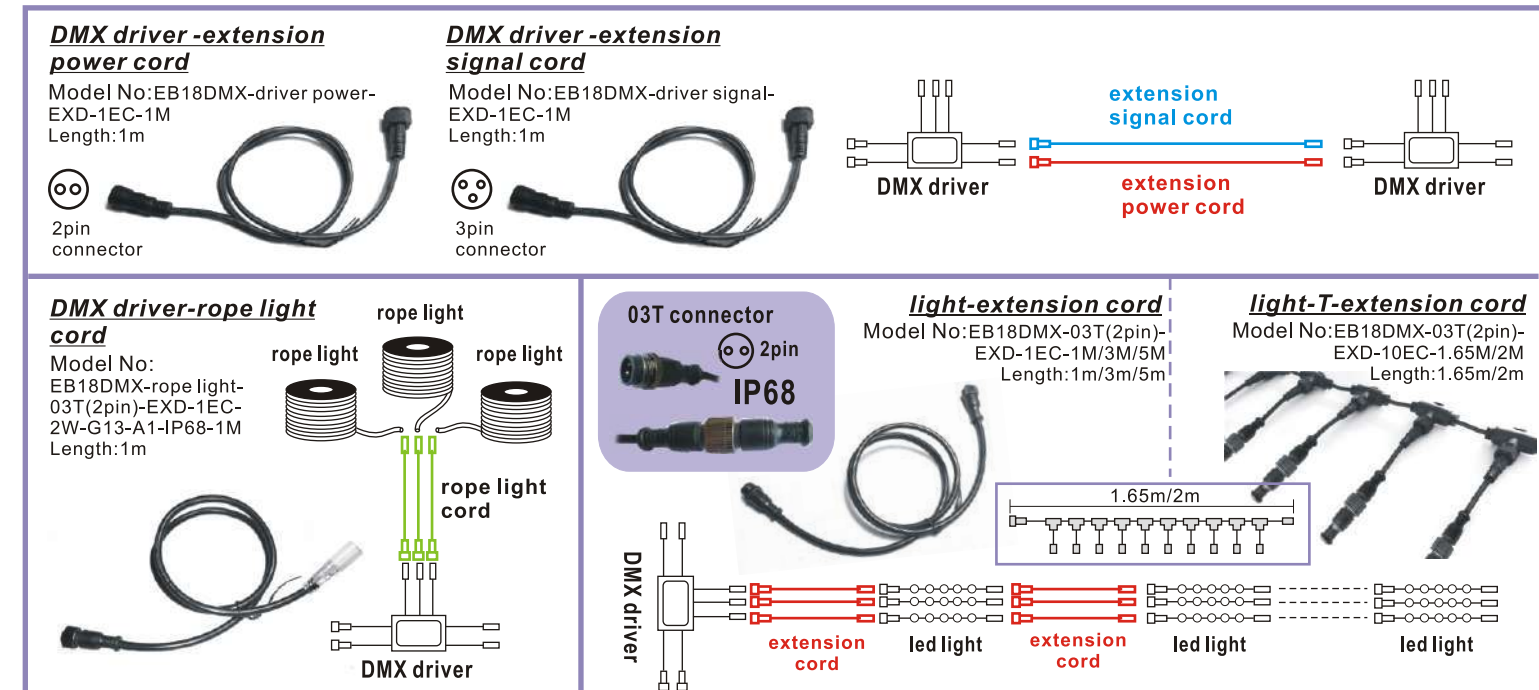 DMX driver -extension
power cord
Model No:EB18DMX-driver power-
EXD-1EC-1M
Length:1m
2pin
connector
DMX driver -extension
signal cord
Model No:EB18DMX-driver signal-
EXD-1EC-1M
Length:1m
3pin
connector
extension
signal cord
DMX driver
extension
power cord
DMX driver
DMX driver-rope light
cord
Model No:
EB18DMX-rope light-
03T(2pin)-EXD-1EC-
2W-G13-A1-IP68-1M
Length:1m
rope light
rope light
rope light
rope light
cord
DMX driver
03T connector
2pin
IP68
light-extension cord
Model No:EB18DMX-03T(2pin)-
EXD-1EC-1M/3M/5M
Length:1m/3m/5m
light-T-extension cord
Model No:EB18DMX-03T(2pin)-
EXD-10EC-1.65M/2M
Length:1.65m/2m
1.65m/2m
DMX driver
extension
cord
led light
extension
cord
led light
led light